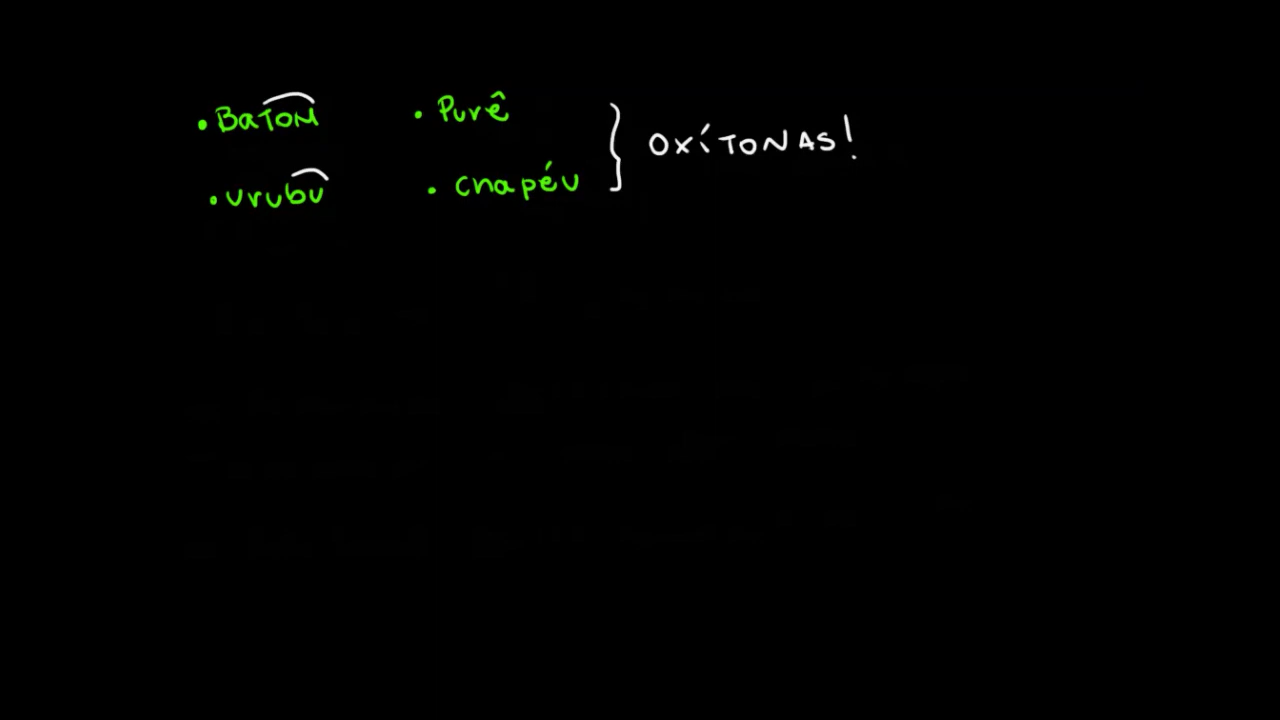 • Batom • Purê } OXÍTONAS!
• urubu • chapéu